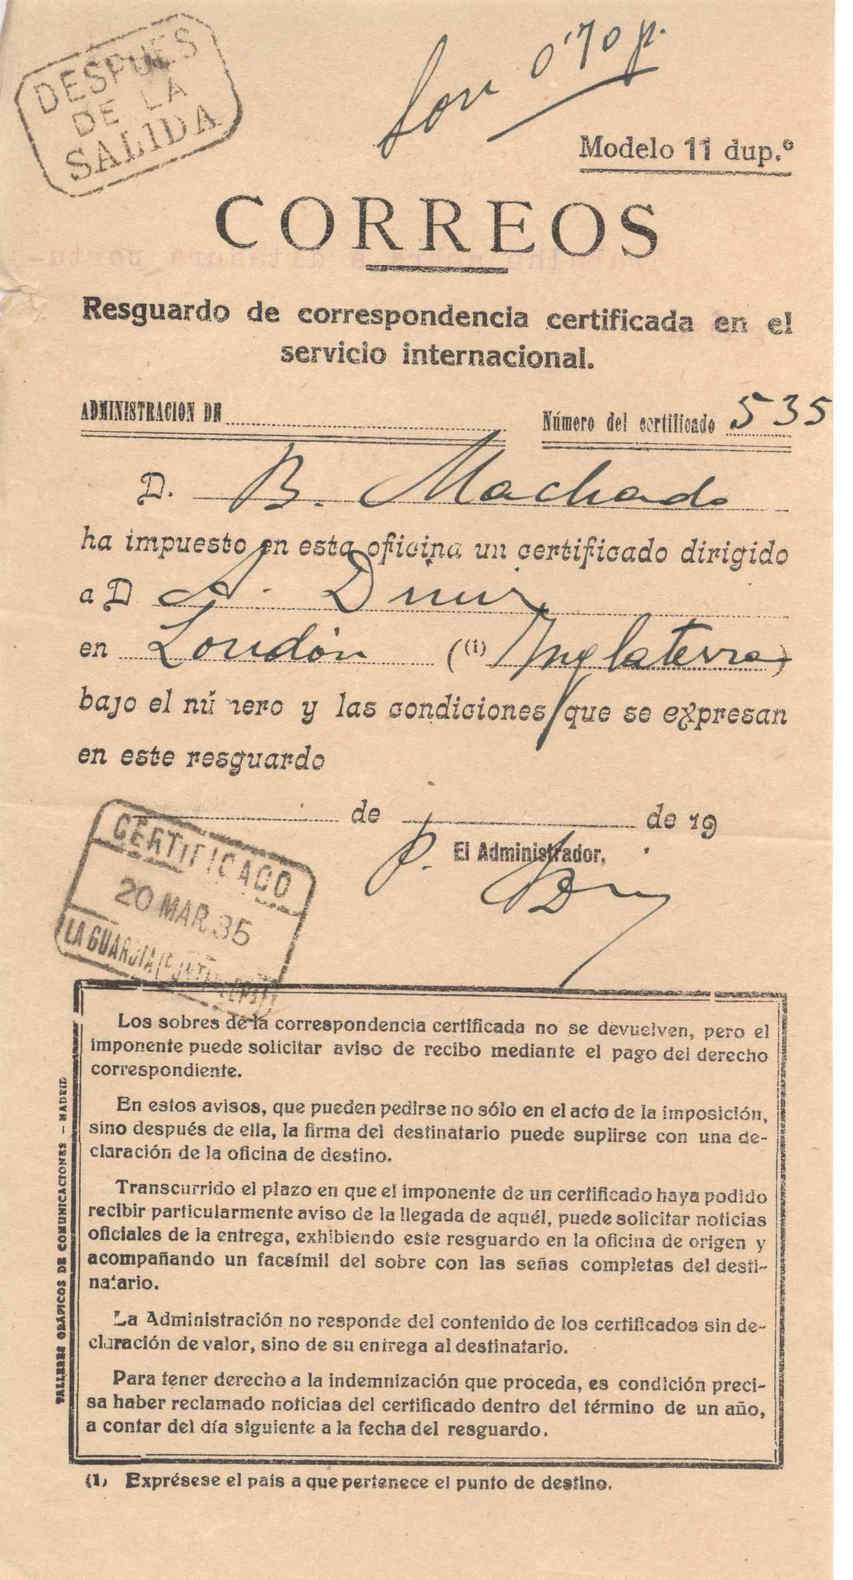 DESPUES
DE LA
SALIDA
Son 0'70 p.
Modelo 11 dup.º
CORREOS
Resguardo de correspondencia certificada en el
servicio internacional.
ADMINISTRACION DE
Número del certificado 535
D. B. Machado
ha impuesto en esta oficina un certificado dirigido
a D A.
en Londón (⁽¹⁾ Inglaterra)
bajo el número y las condiciones que se expresan
en este resguardo
de de 19
P. El Administrador,
CERTIFICADO
20 MAR. 35
LA GUARDIA
Los sobres de la correspondencia certificada no se devuelven, pero el
imponente puede solicitar aviso de recibo mediante el pago del derecho
correspondiente.
En estos avisos, que pueden pedirse no sólo en el acto de la imposición,
sino después de ella, la firma del destinatario puede suplirse con una de-
claración de la oficina de destino.
Transcurrido el plazo en que el imponente de un certificado haya podido
recibir particularmente aviso de la llegada de aquél, puede solicitar noticias
oficiales de la entrega, exhibiendo este resguardo en la oficina de origen y
acompañando un facsímil del sobre con las señas completas del desti-
natario.
La Administración no responde del contenido de los certificados sin de-
claración de valor, sino de su entrega al destinatario.
Para tener derecho a la indemnización que proceda, es condición preci-
sa haber reclamado noticias del certificado dentro del término de un año,
a contar del día siguiente a la fecha del resguardo.
(1) Exprésese el país a que pertenece el punto de destino.
TALLERES GRÁFICOS DE COMUNICACIONES — MADRID